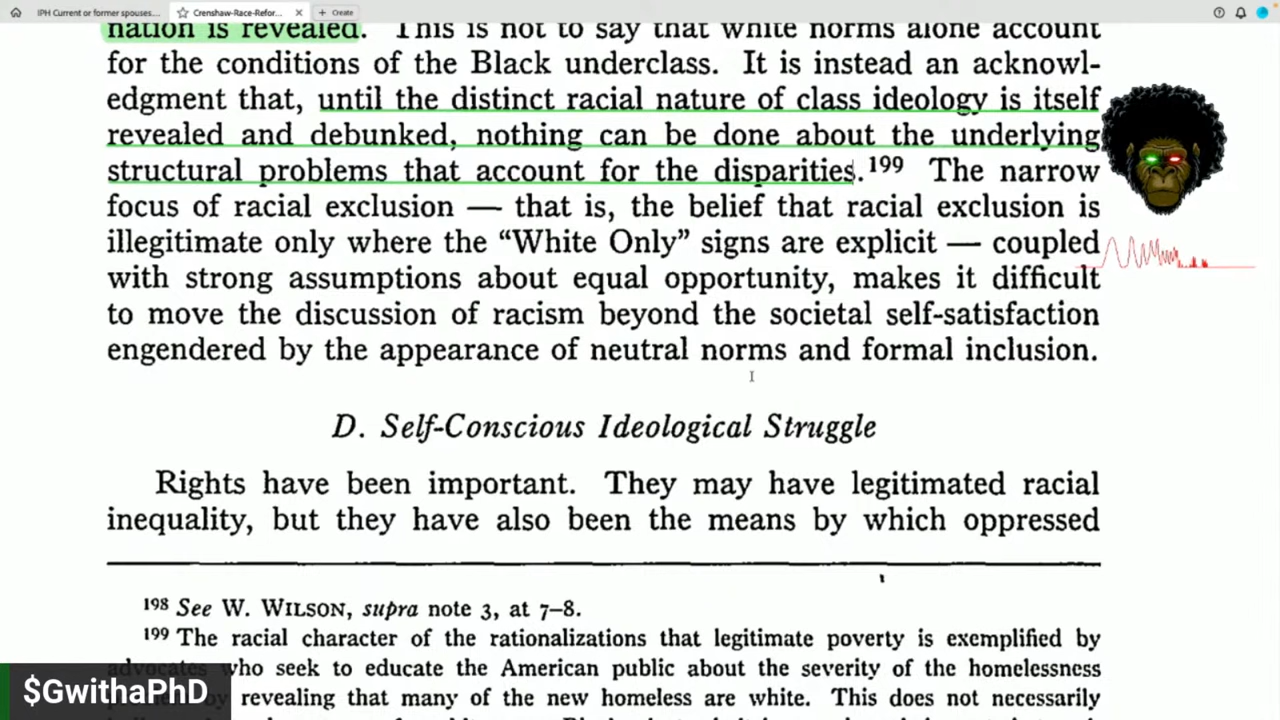 IPH Current or former spouses...
Crenshaw-Race-Refor...
+ Create
nation is revealed. This is not to say that white norms alone account
for the conditions of the Black underclass. It is instead an acknowl-
edgment that, until the distinct racial nature of class ideology is itself
revealed and debunked, nothing can be done about the underlying
structural problems that account for the disparities.199 The narrow
focus of racial exclusion — that is, the belief that racial exclusion is
illegitimate only where the “White Only” signs are explicit — coupled
with strong assumptions about equal opportunity, makes it difficult
to move the discussion of racism beyond the societal self-satisfaction
engendered by the appearance of neutral norms and formal inclusion.
D. Self-Conscious Ideological Struggle
Rights have been important. They may have legitimated racial
inequality, but they have also been the means by which oppressed
198 See W. WILSON, supra note 3, at 7–8.
199 The racial character of the rationalizations that legitimate poverty is exemplified by
advocates who seek to educate the American public about the severity of the homelessness
revealing that many of the new homeless are white. This does not necessarily
$GwithaPhD